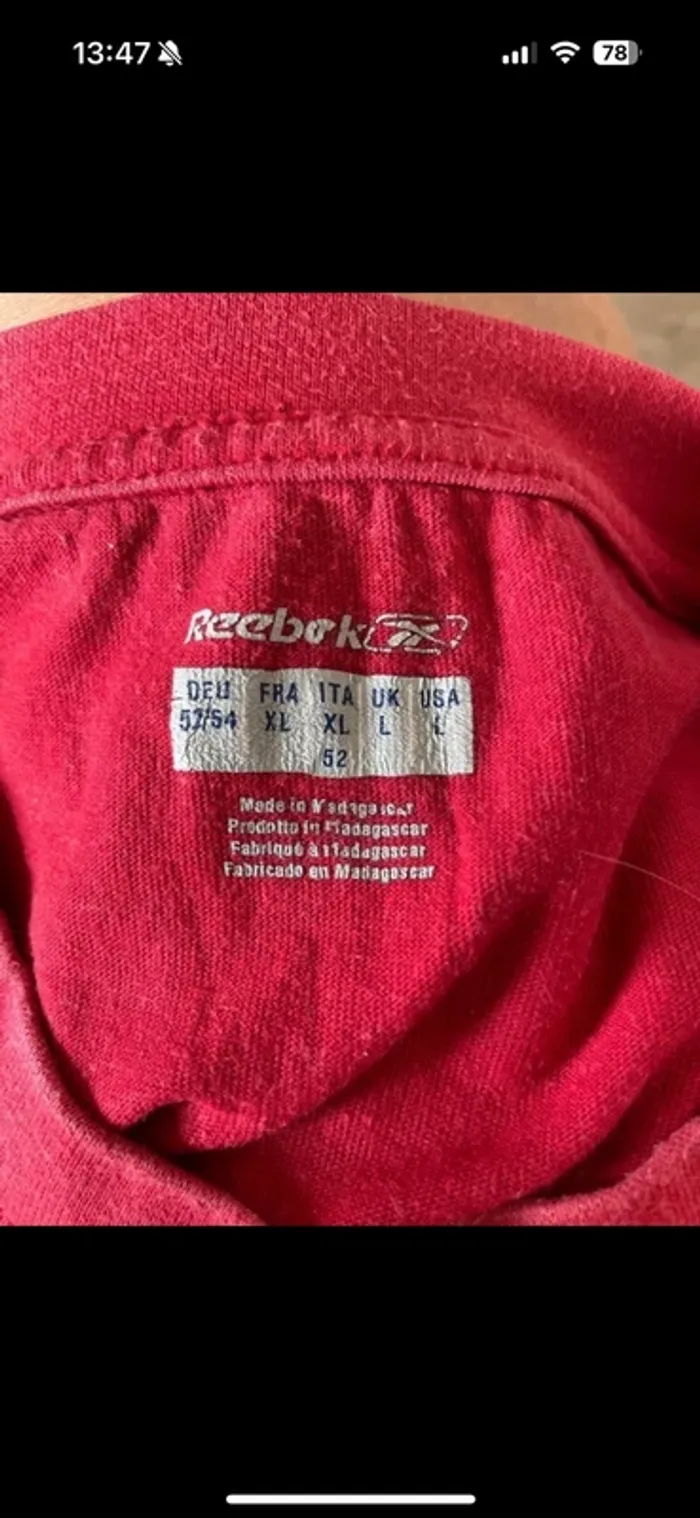 13:47
78
Reebok
DEU FRA ITA UK USA
52/54 XL XL L L
52
Made in Madagascar
Prodotto in Madagascar
Fabriqué à Madagascar
Fabricado en Madagascar